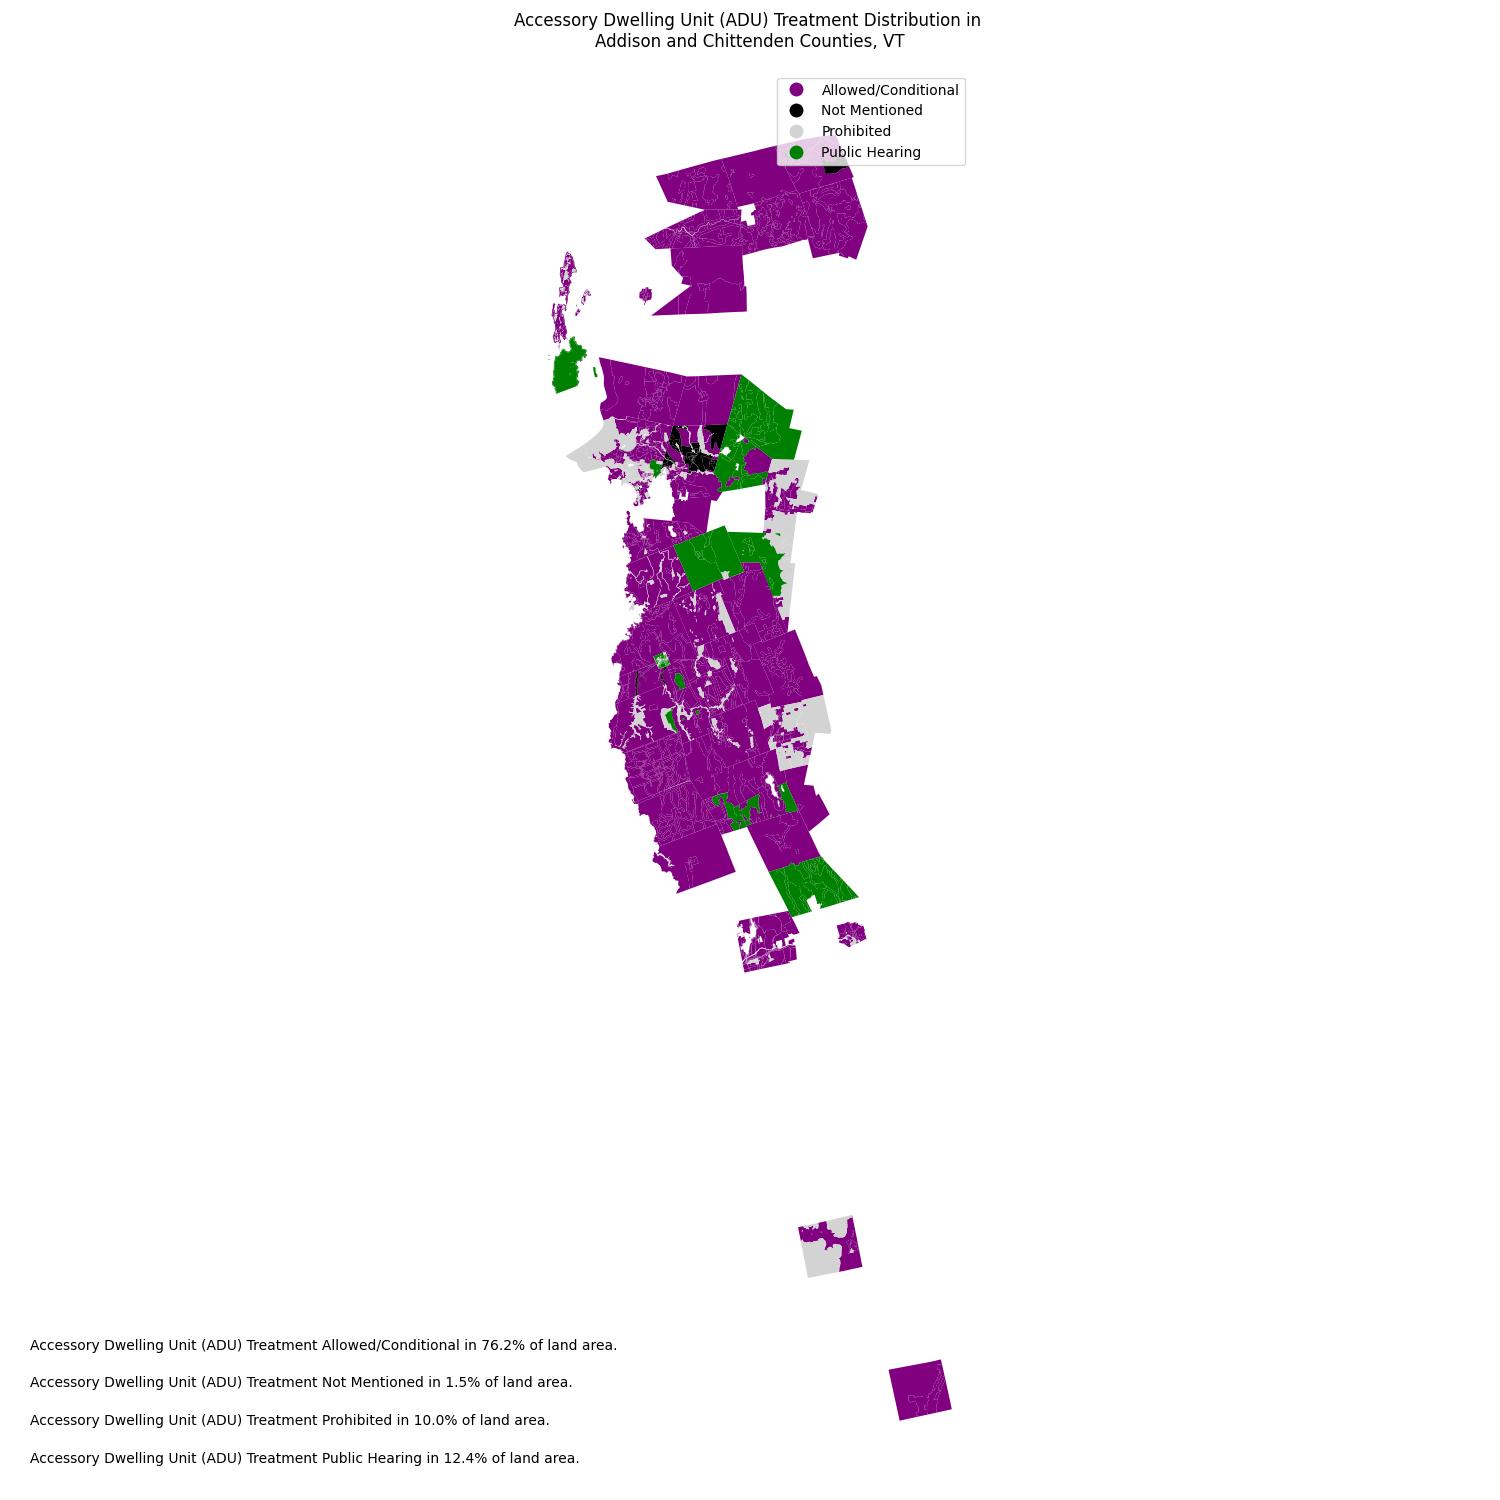 Accessory Dwelling Unit (ADU) Treatment Distribution in
Addison and Chittenden Counties, VT
Allowed/Conditional
Not Mentioned
Prohibited
Public Hearing
Accessory Dwelling Unit (ADU) Treatment Allowed/Conditional in 76.2% of land area.
Accessory Dwelling Unit (ADU) Treatment Not Mentioned in 1.5% of land area.
Accessory Dwelling Unit (ADU) Treatment Prohibited in 10.0% of land area.
Accessory Dwelling Unit (ADU) Treatment Public Hearing in 12.4% of land area.